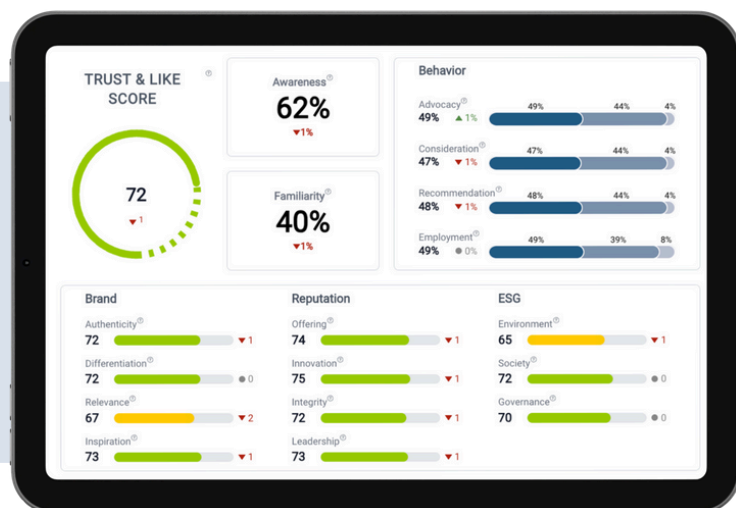 TRUST & LIKE
SCORE
72
▼ 1
Awareness
62%
▼1%
Familiarity
40%
▼1%
Behavior
Advocacy
49% ▲ 1%
49% 44% 4%
Consideration
47% ▼ 1%
47% 44% 4%
Recommendation
48% ▼ 1%
48% 44% 4%
Employment
49% ● 0%
49% 39% 8%
Brand
Authenticity
72 ▼ 1
Differentiation
72 ● 0
Relevance
67 ▼ 2
Inspiration
73 ▼ 1
Reputation
Offering
74 ▼ 1
Innovation
75 ▼ 1
Integrity
72 ▼ 1
Leadership
73 ▼ 1
ESG
Environment
65 ▼ 1
Society
72 ● 0
Governance
70 ● 0